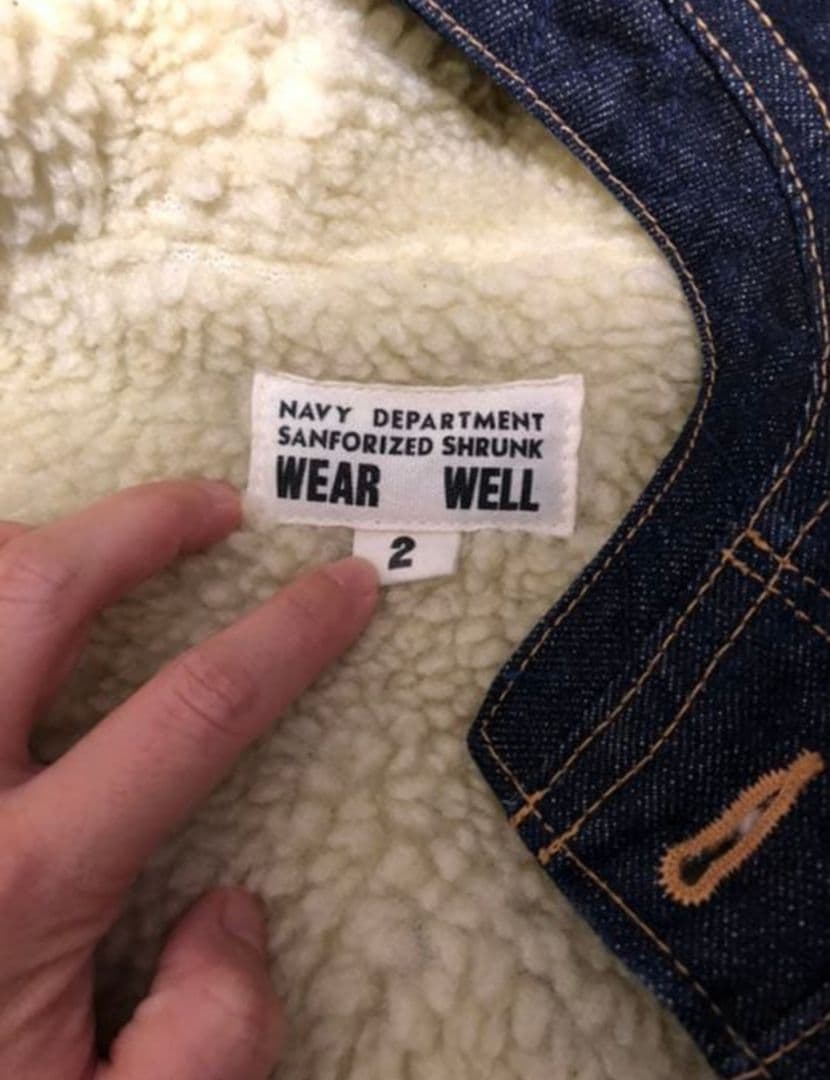 NAVY DEPARTMENT
SANFORIZED SHRUNK
WEAR WELL
2